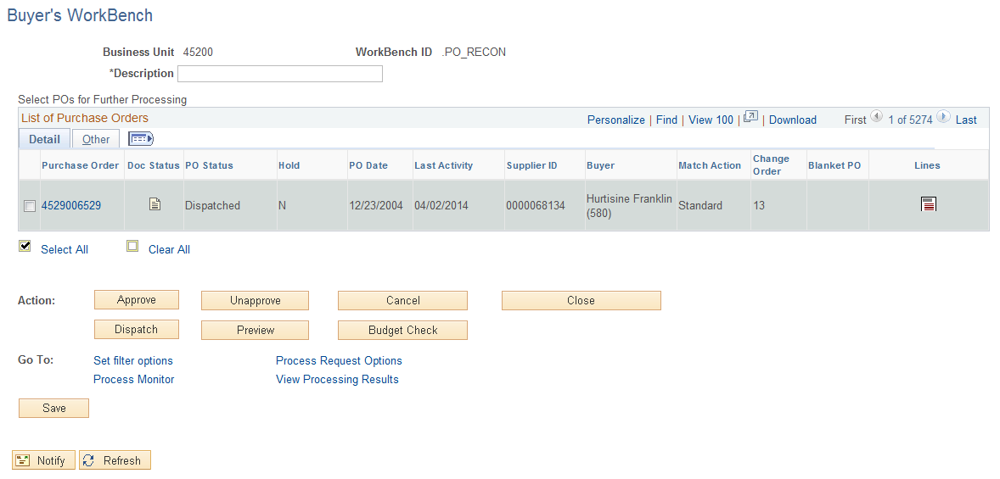 Buyer's WorkBench
Business Unit 45200 WorkBench ID .PO_RECON
*Description
Select POs for Further Processing
List of Purchase Orders Personalize | Find | View 100 | | Download First 1 of 5274 Last
Detail Other
Purchase Order Doc Status PO Status Hold PO Date Last Activity Supplier ID Buyer Match Action Change Order Blanket PO Lines
4529006529 Dispatched N 12/23/2004 04/02/2014 0000068134 Hurtisine Franklin (580) Standard 13
Select All Clear All
Action: Approve Unapprove Cancel Close
Dispatch Preview Budget Check
Go To: Set filter options Process Request Options
Process Monitor View Processing Results
Save
Notify Refresh